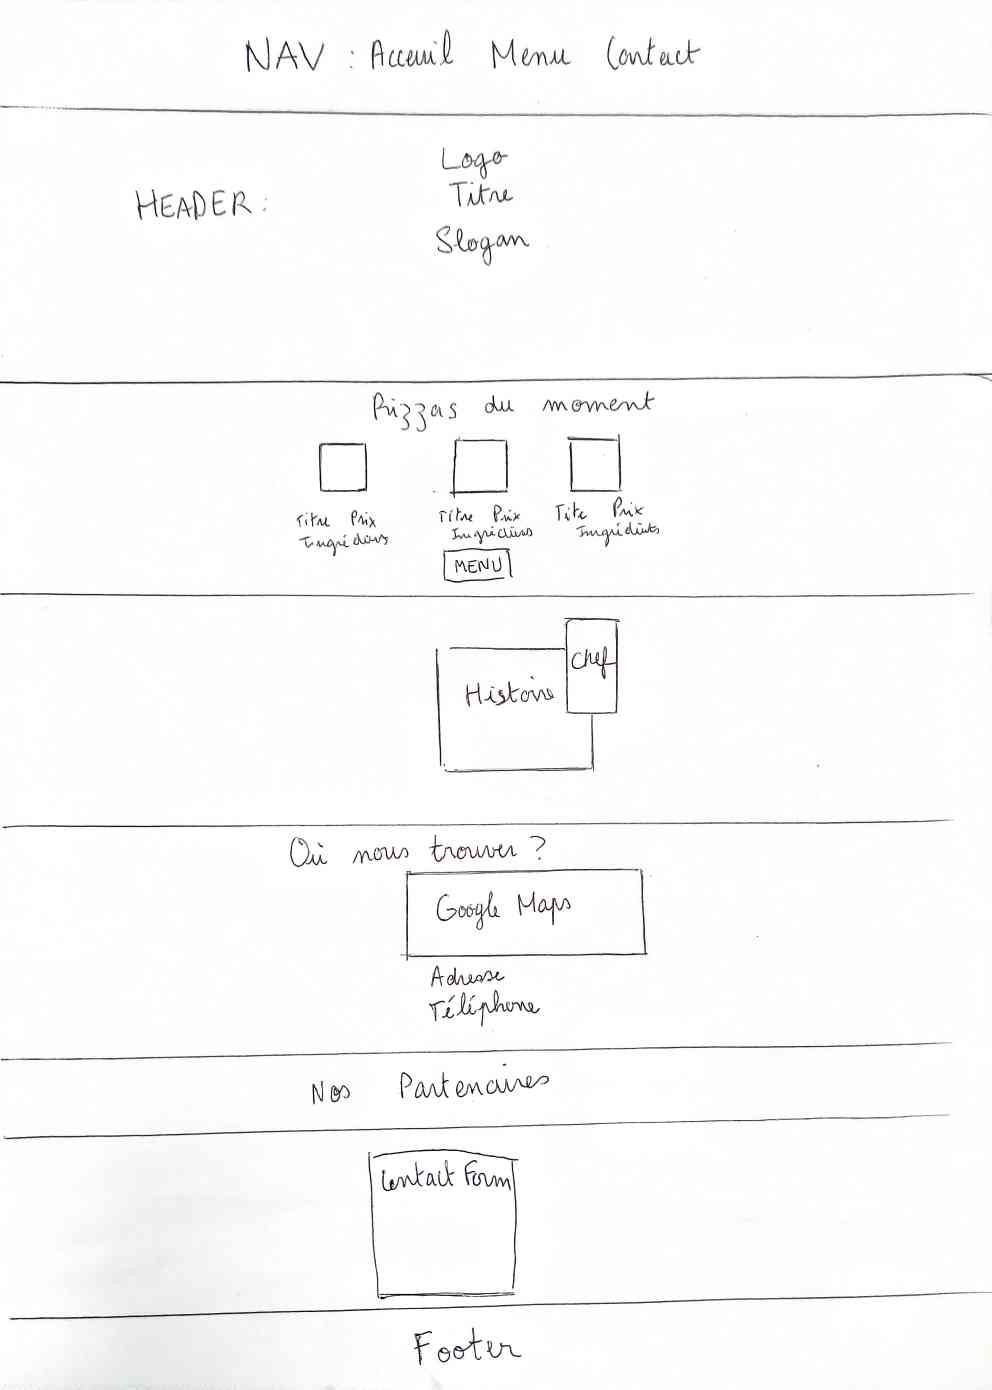 NAV : Acceuil Menu Contact
HEADER :
Logo
Titre
Slogan
Pizzas du moment
Titre Prix
Ingrédients
Titre Prix
Ingrédients
Titre Prix
Ingrédients
MENU
Histoire
Chef
Où nous trouver ?
Google Maps
Adresse
Téléphone
Nos Partenaires
Contact Form
Footer